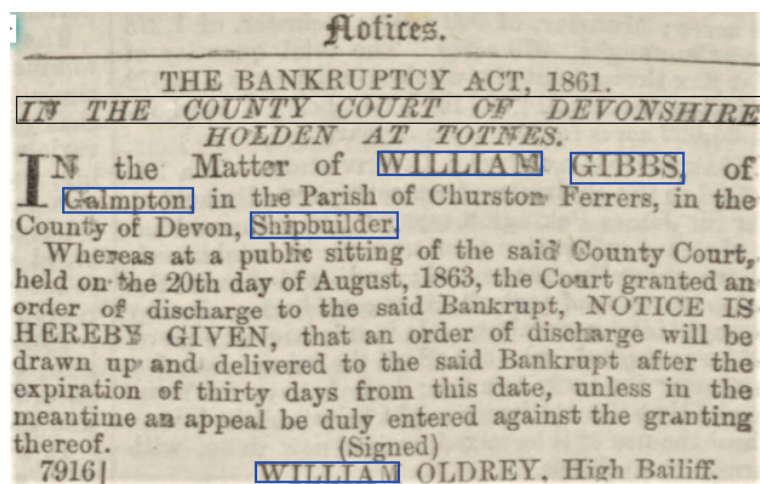 Notices.
THE BANKRUPTCY ACT, 1861.
IN THE COUNTY COURT OF DEVONSHIRE
HOLDEN AT TOTNES.
IN the Matter of WILLIAM GIBBS, of
Galmpton, in the Parish of Churston Ferrers, in the
County of Devon, Shipbuilder.
Whereas at a public sitting of the said County Court,
held on the 20th day of August, 1863, the Court granted an
order of discharge to the said Bankrupt, NOTICE IS
HEREBY GIVEN, that an order of discharge will be
drawn up and delivered to the said Bankrupt after the
expiration of thirty days from this date, unless in the
meantime an appeal be duly entered against the granting
thereof. (Signed)
7916] WILLIAM OLDREY, High Bailiff.